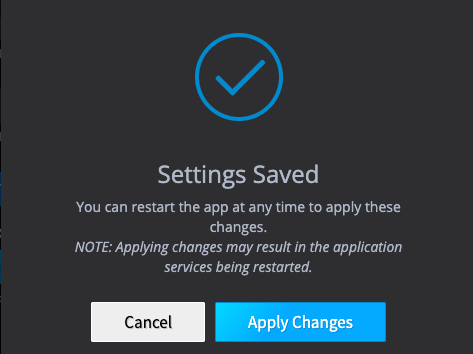 Settings Saved
You can restart the app at any time to apply these
changes.
NOTE: Applying changes may result in the application
services being restarted.
Cancel
Apply Changes